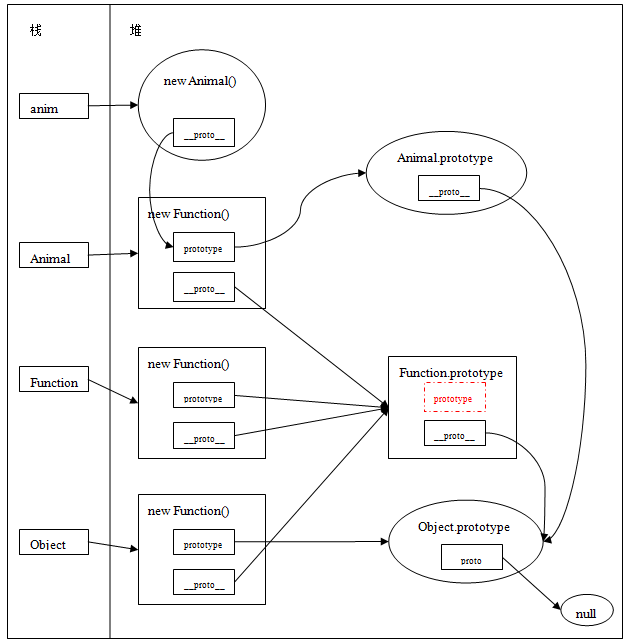 栈
堆
new Animal()
anim
__proto__
Animal.prototype
__proto__
new Function()
prototype
Animal
__proto__
new Function()
Function.prototype
Function
prototype
prototype
__proto__
__proto__
new Function()
Object.prototype
Object
prototype
proto
__proto__
null